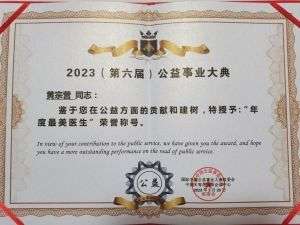 2023（第六届）公益事业大典
黄宗营 同志：
鉴于您在公益方面的贡献和建树，特授予：“年
度最美医生”荣誉称号。
In view of your contribution to the public service, we have given you the award, and hope
you have a more outstanding performance on the road of public service.
公益